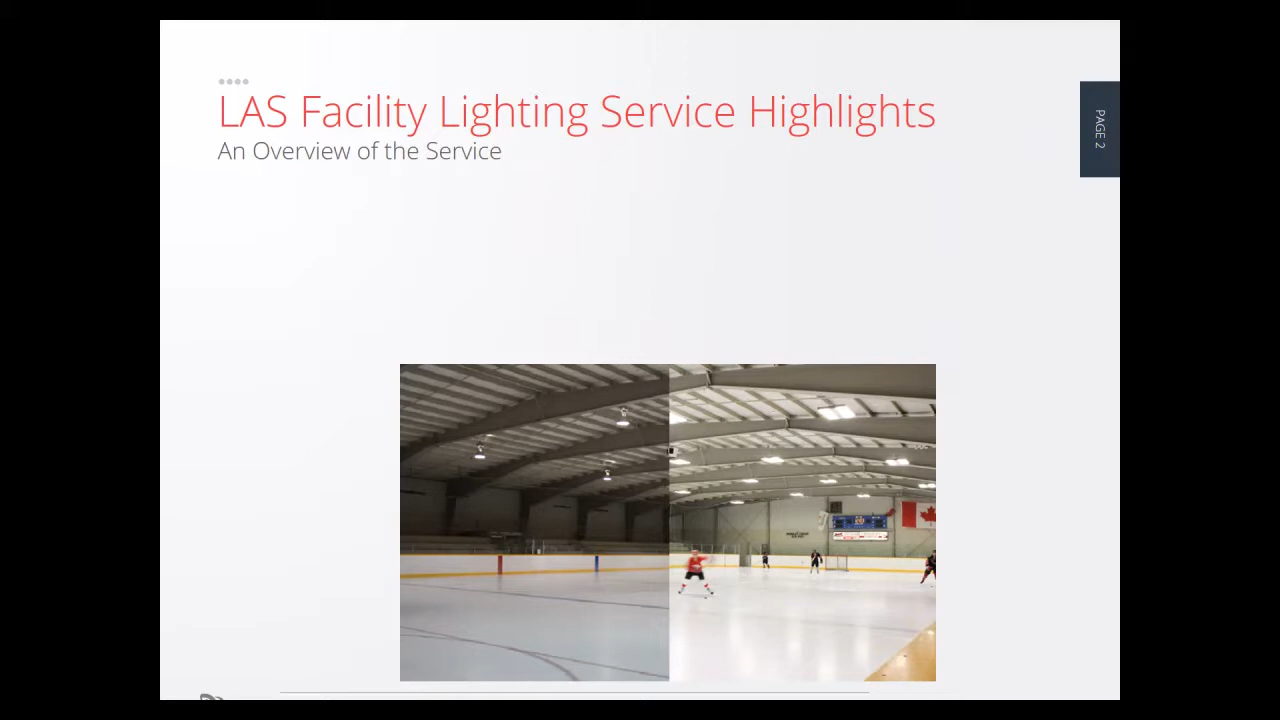 LAS Facility Lighting Service Highlights
An Overview of the Service
PAGE 2